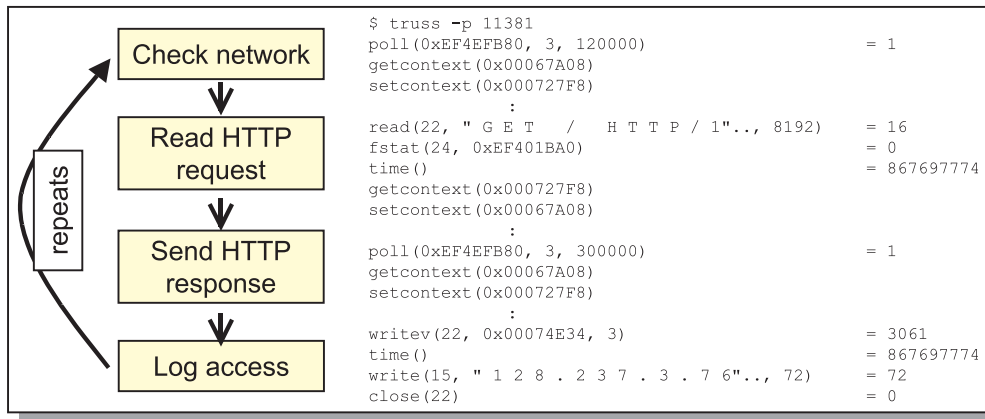 Check network
Read HTTP
request
Send HTTP
response
Log access
repeats
$ truss -p 11381
poll(0xEF4EFB80, 3, 120000) = 1
getcontext(0x00067A08)
setcontext(0x000727F8)
:
read(22, " G E T / H T T P / 1".., 8192) = 16
fstat(24, 0xEF401BA0) = 0
time() = 867697774
getcontext(0x000727F8)
setcontext(0x00067A08)
:
poll(0xEF4EFB80, 3, 300000) = 1
getcontext(0x00067A08)
setcontext(0x000727F8)
:
writev(22, 0x00074E34, 3) = 3061
time() = 867697774
write(15, " 1 2 8 . 2 3 7 . 3 . 7 6".., 72) = 72
close(22) = 0